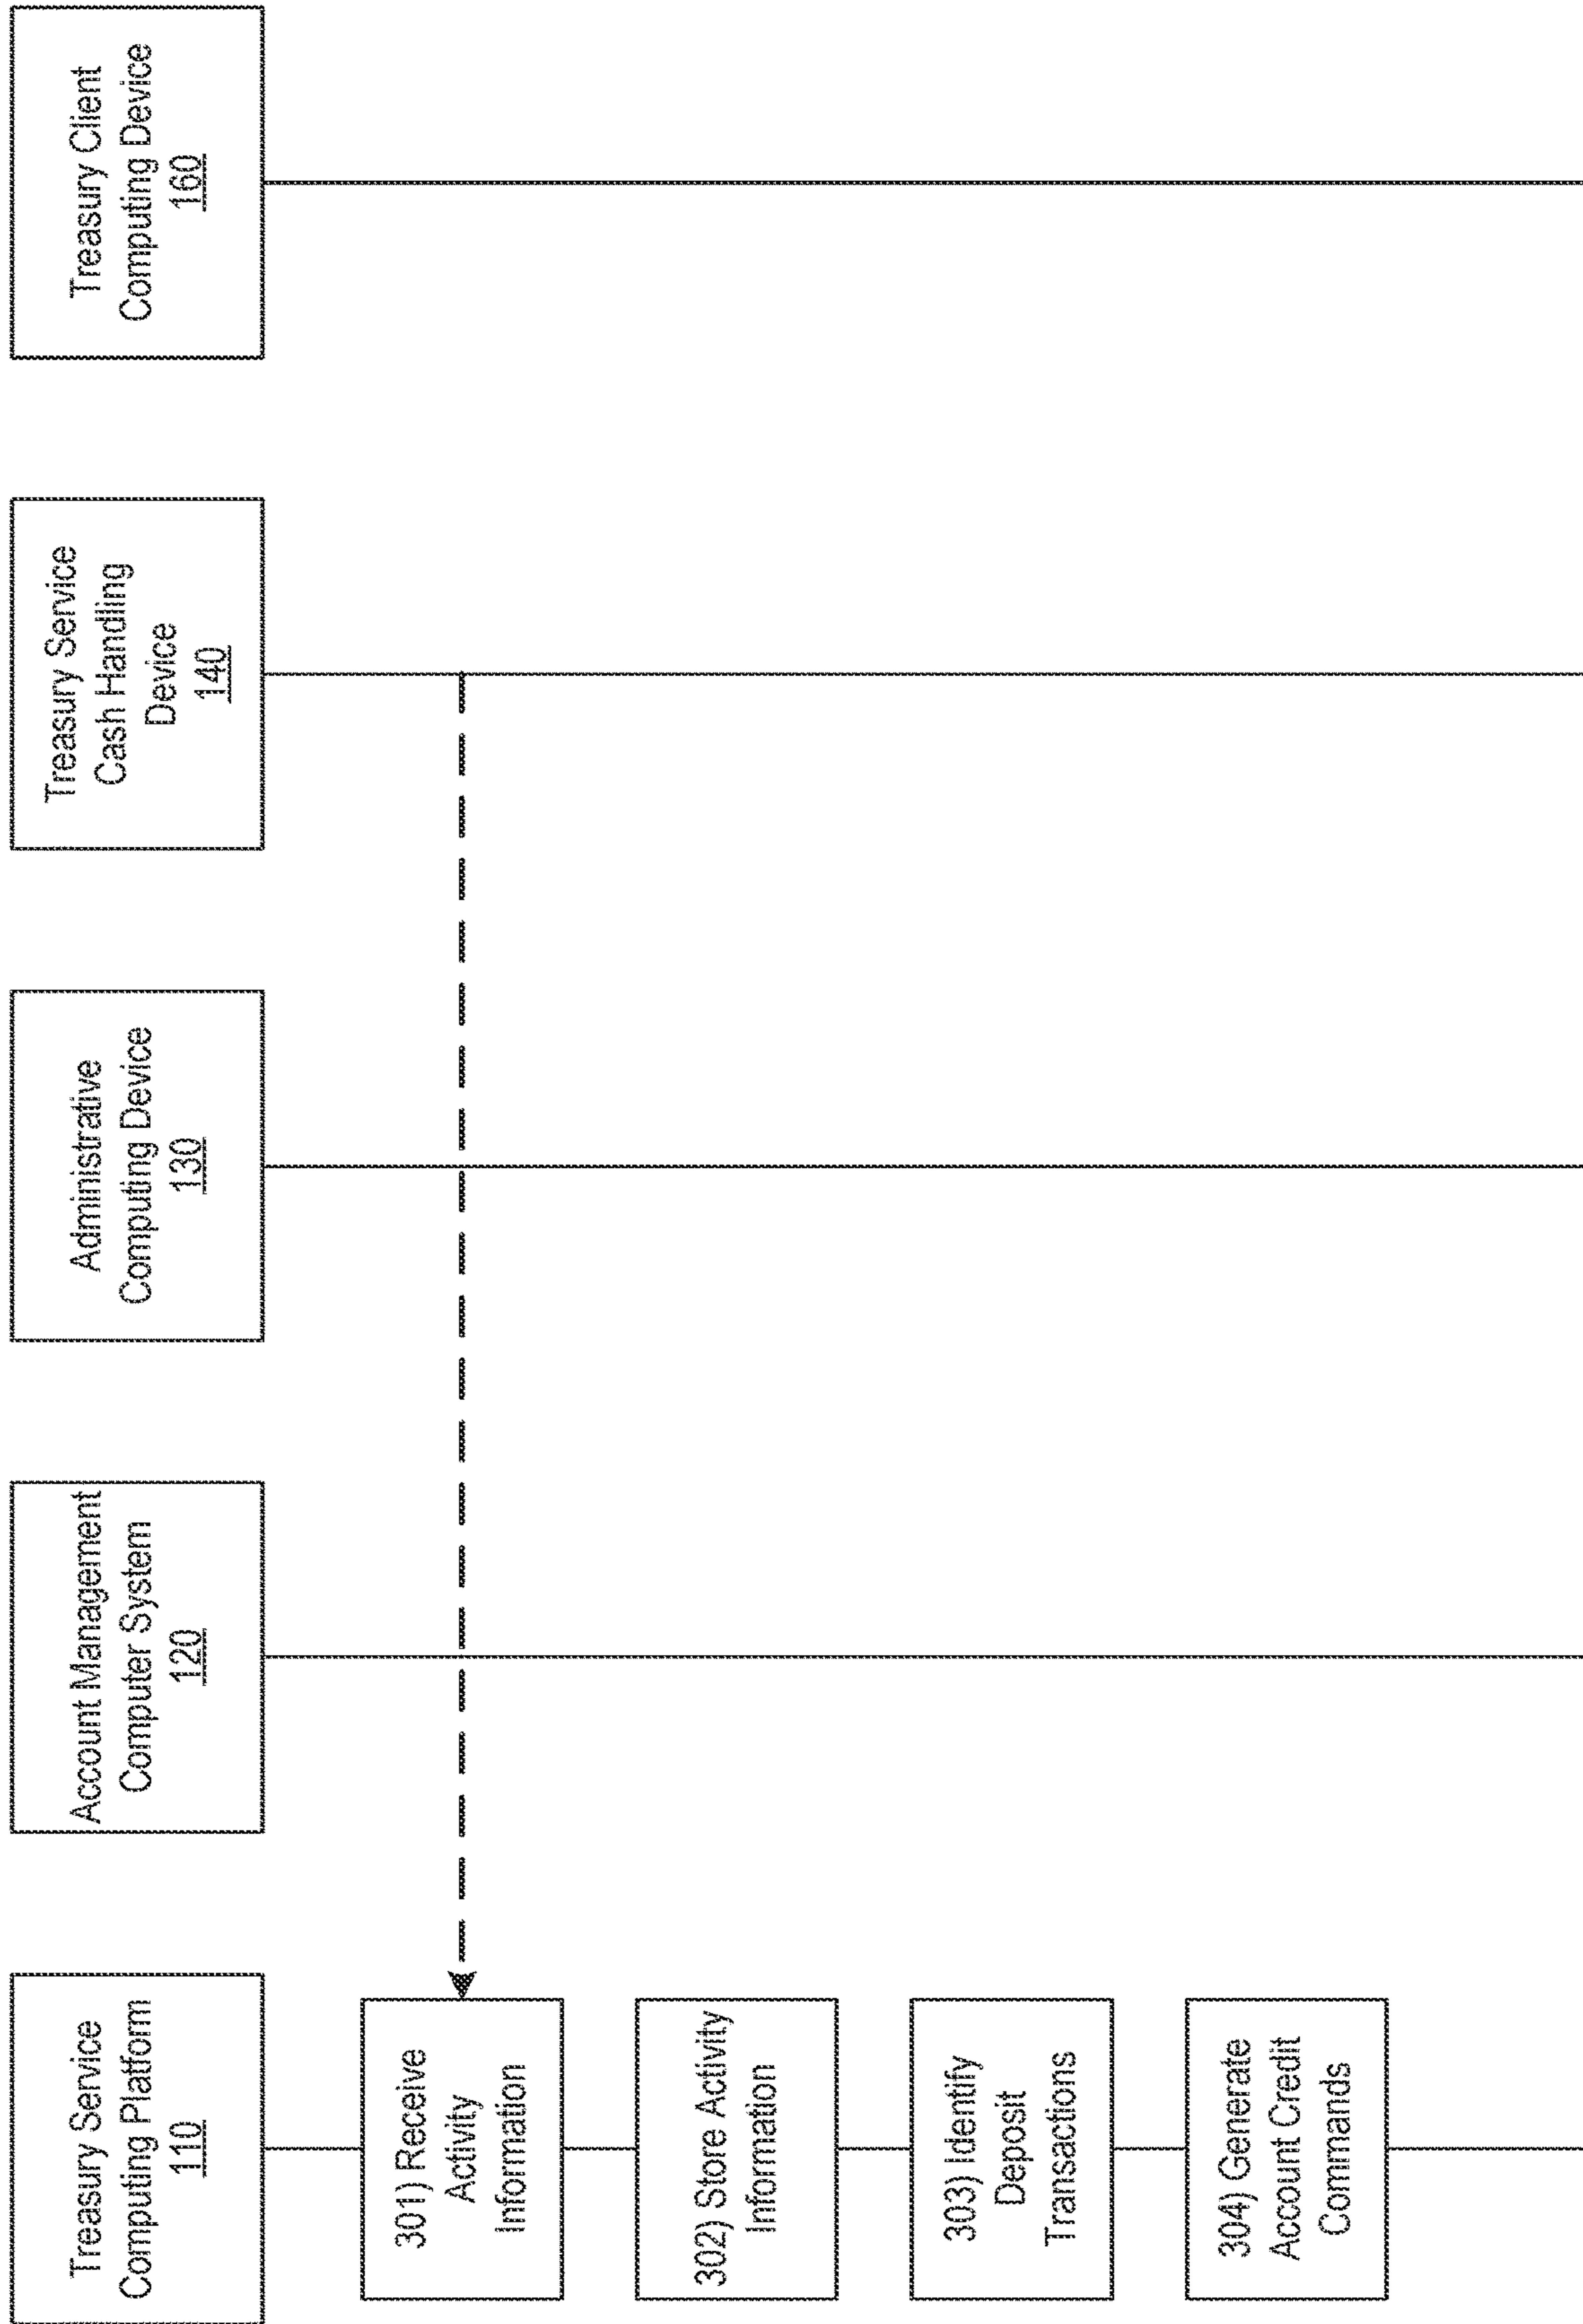 Treasury Service
Computing Platform
110
Account Management
Computer System
120
Administrative
Computing Device
130
Treasury Service
Cash Handling
Device
140
Treasury Client
Computing Device
160
301) Receive
Activity
Information
302) Store Activity
Information
303) Identify
Deposit
Transactions
304) Generate
Account Credit
Commands